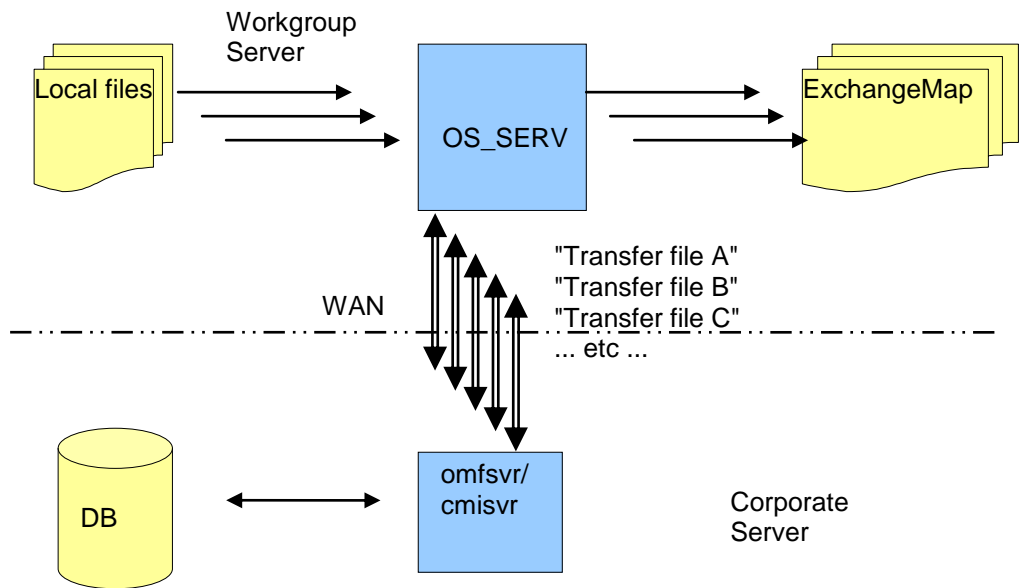 Workgroup
Server
Local files
OS_SERV
ExchangeMap
"Transfer file A"
"Transfer file B"
"Transfer file C"
... etc ...
WAN
DB
omfsvr/
cmisvr
Corporate
Server